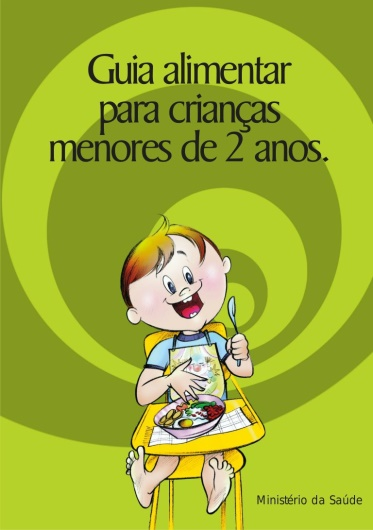 Guia alimentar
para crianças
menores de 2 anos.
Ministério da Saúde